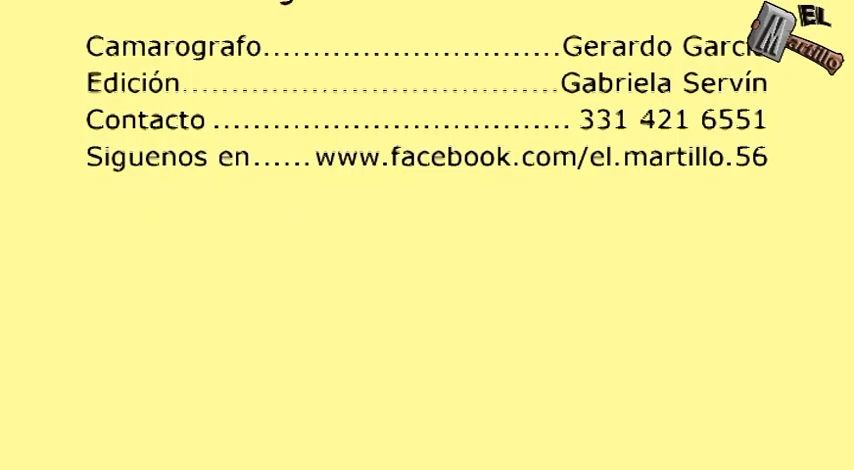 EL
Martillo
Camarografo..............................Gerardo Garcí
Edición......................................Gabriela Servín
Contacto .................................... 331 421 6551
Siguenos en......www.facebook.com/el.martillo.56